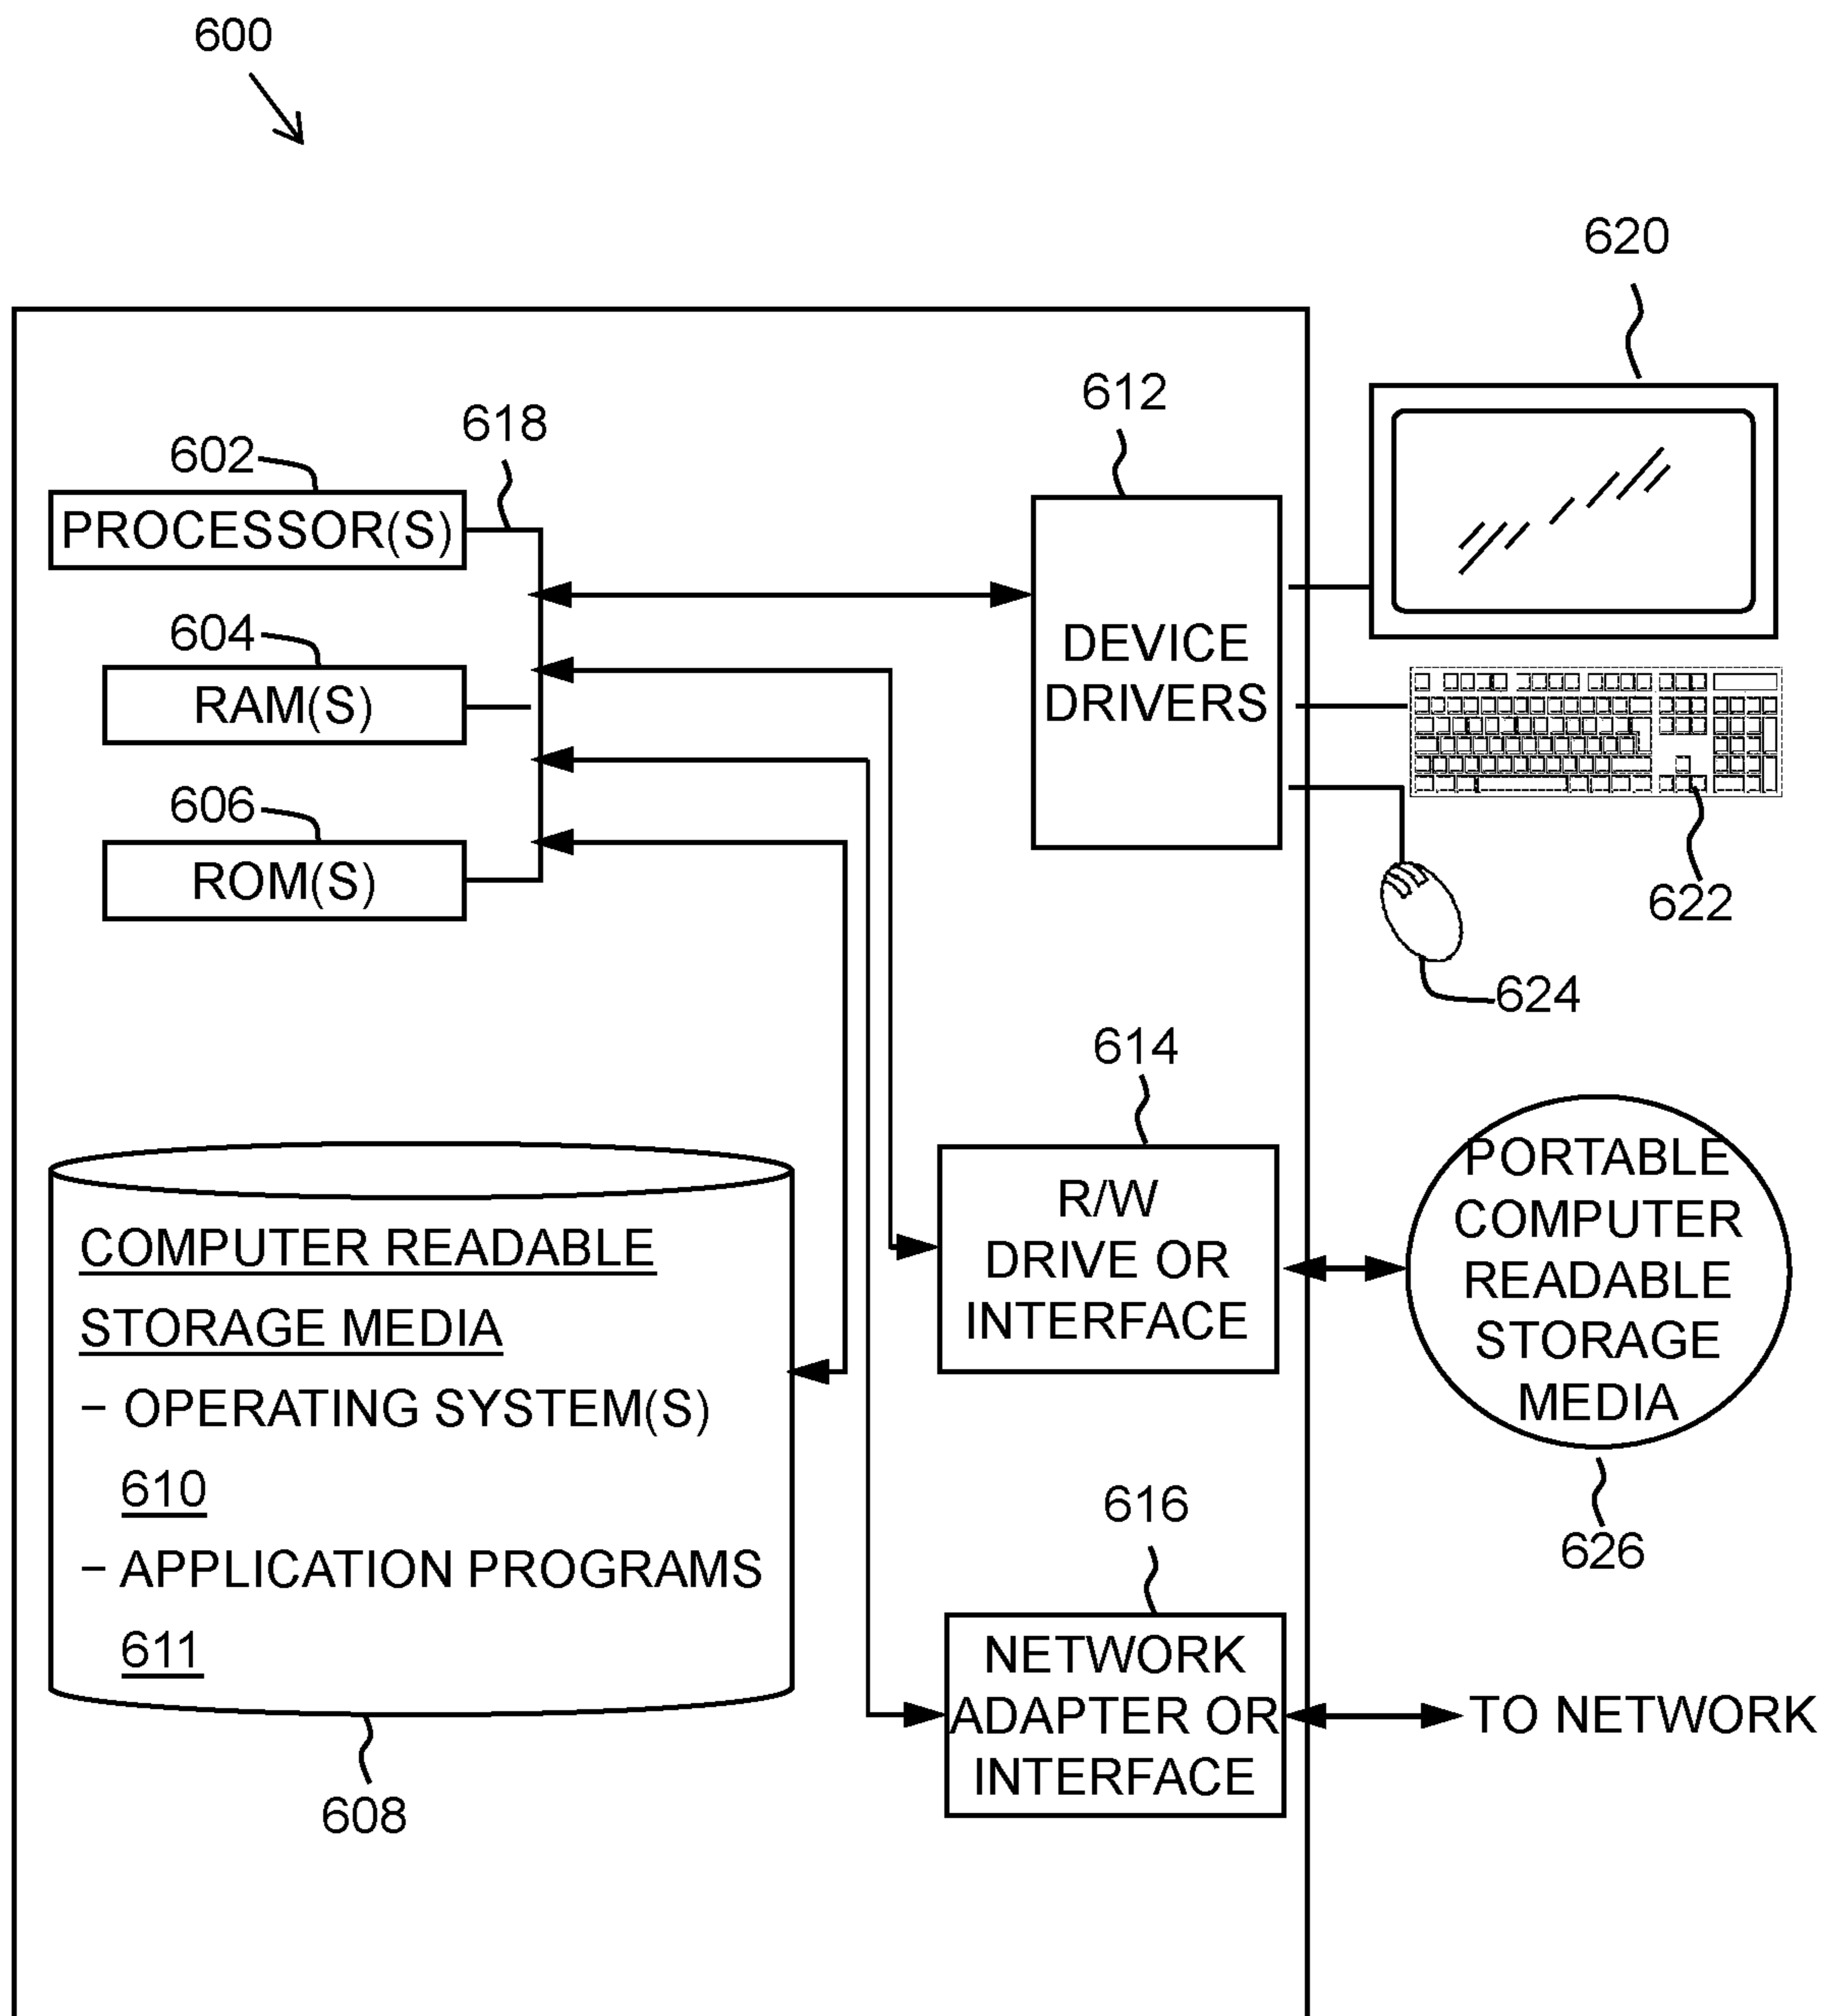 600
620
612
618
602
PROCESSOR(S)
604
RAM(S)
DEVICE
DRIVERS
606
ROM(S)
622
624
614
PORTABLE
COMPUTER
READABLE
STORAGE
MEDIA
R/W
DRIVE OR
INTERFACE
COMPUTER READABLE
STORAGE MEDIA
– OPERATING SYSTEM(S)
610
– APPLICATION PROGRAMS
611
616
626
NETWORK
ADAPTER OR
INTERFACE
TO NETWORK
608